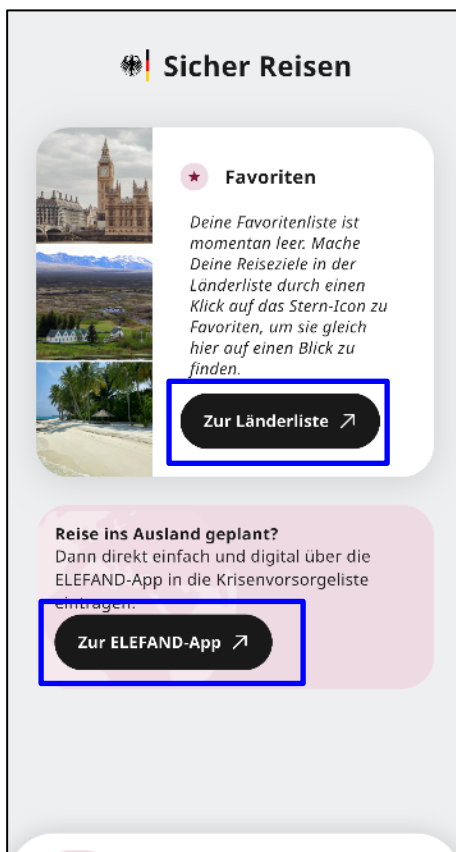 Sicher Reisen
Favoriten
Deine Favoritenliste ist
momentan leer. Mache
Deine Reiseziele in der
Länderliste durch einen
Klick auf das Stern-Icon zu
Favoriten, um sie gleich
hier auf einen Blick zu
finden.
Zur Länderliste
Reise ins Ausland geplant?
Dann direkt einfach und digital über die
ELEFAND-App in die Krisenvorsorgeliste
eintragen.
Zur ELEFAND-App